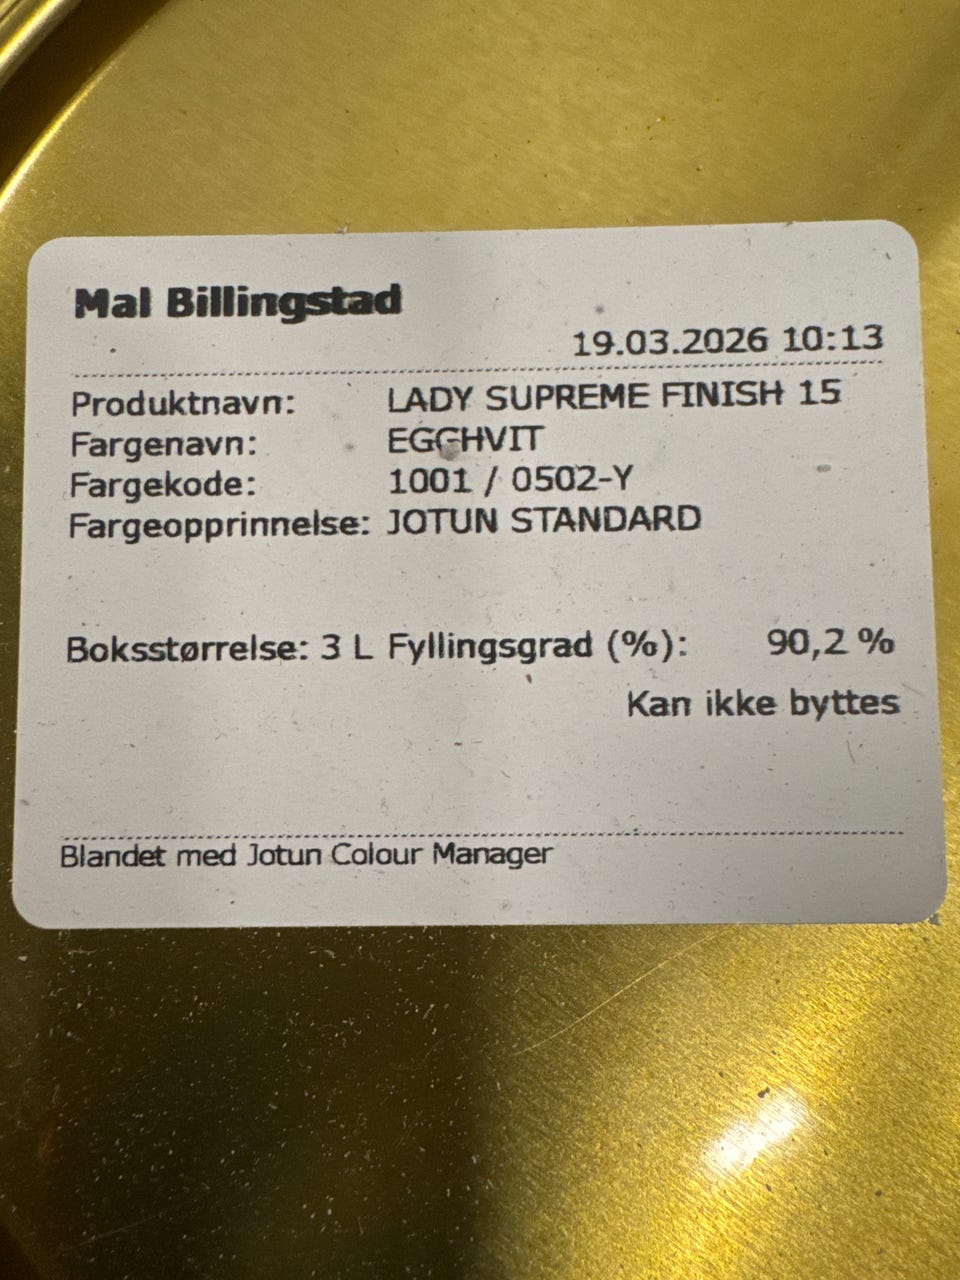 Mal Billingstad
19.03.2026 10:13
Produktnavn: LADY SUPREME FINISH 15
Fargenavn: EGGHVIT
Fargekode: 1001 / 0502-Y
Fargeopprinnelse: JOTUN STANDARD
Boksstørrelse: 3 L Fyllingsgrad (%): 90,2 %
Kan ikke byttes
Blandet med Jotun Colour Manager